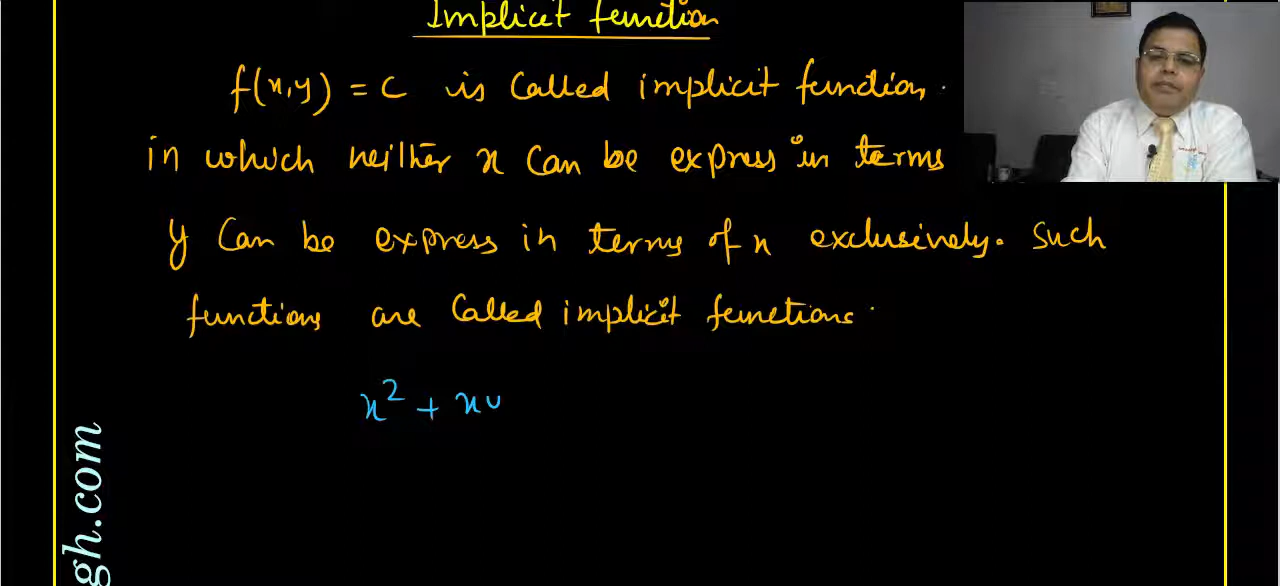 Implicit function
f(x,y) = c is called implicit function.
in which neither x can be express in terms
y can be express in terms of x exclusively. Such
functions are called implicit functions.
x² + x
gh.com